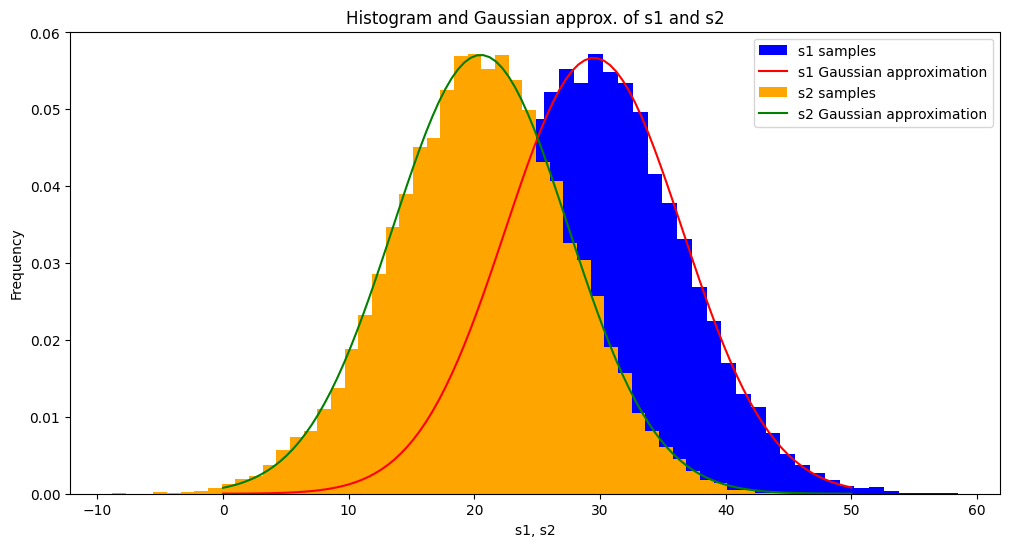 Histogram and Gaussian approx. of s1 and s2
s1 samples
s1 Gaussian approximation
s2 samples
s2 Gaussian approximation
Frequency
0.06
0.05
0.04
0.03
0.02
0.01
0.00
−10 0 10 20 30 40 50 60
s1, s2